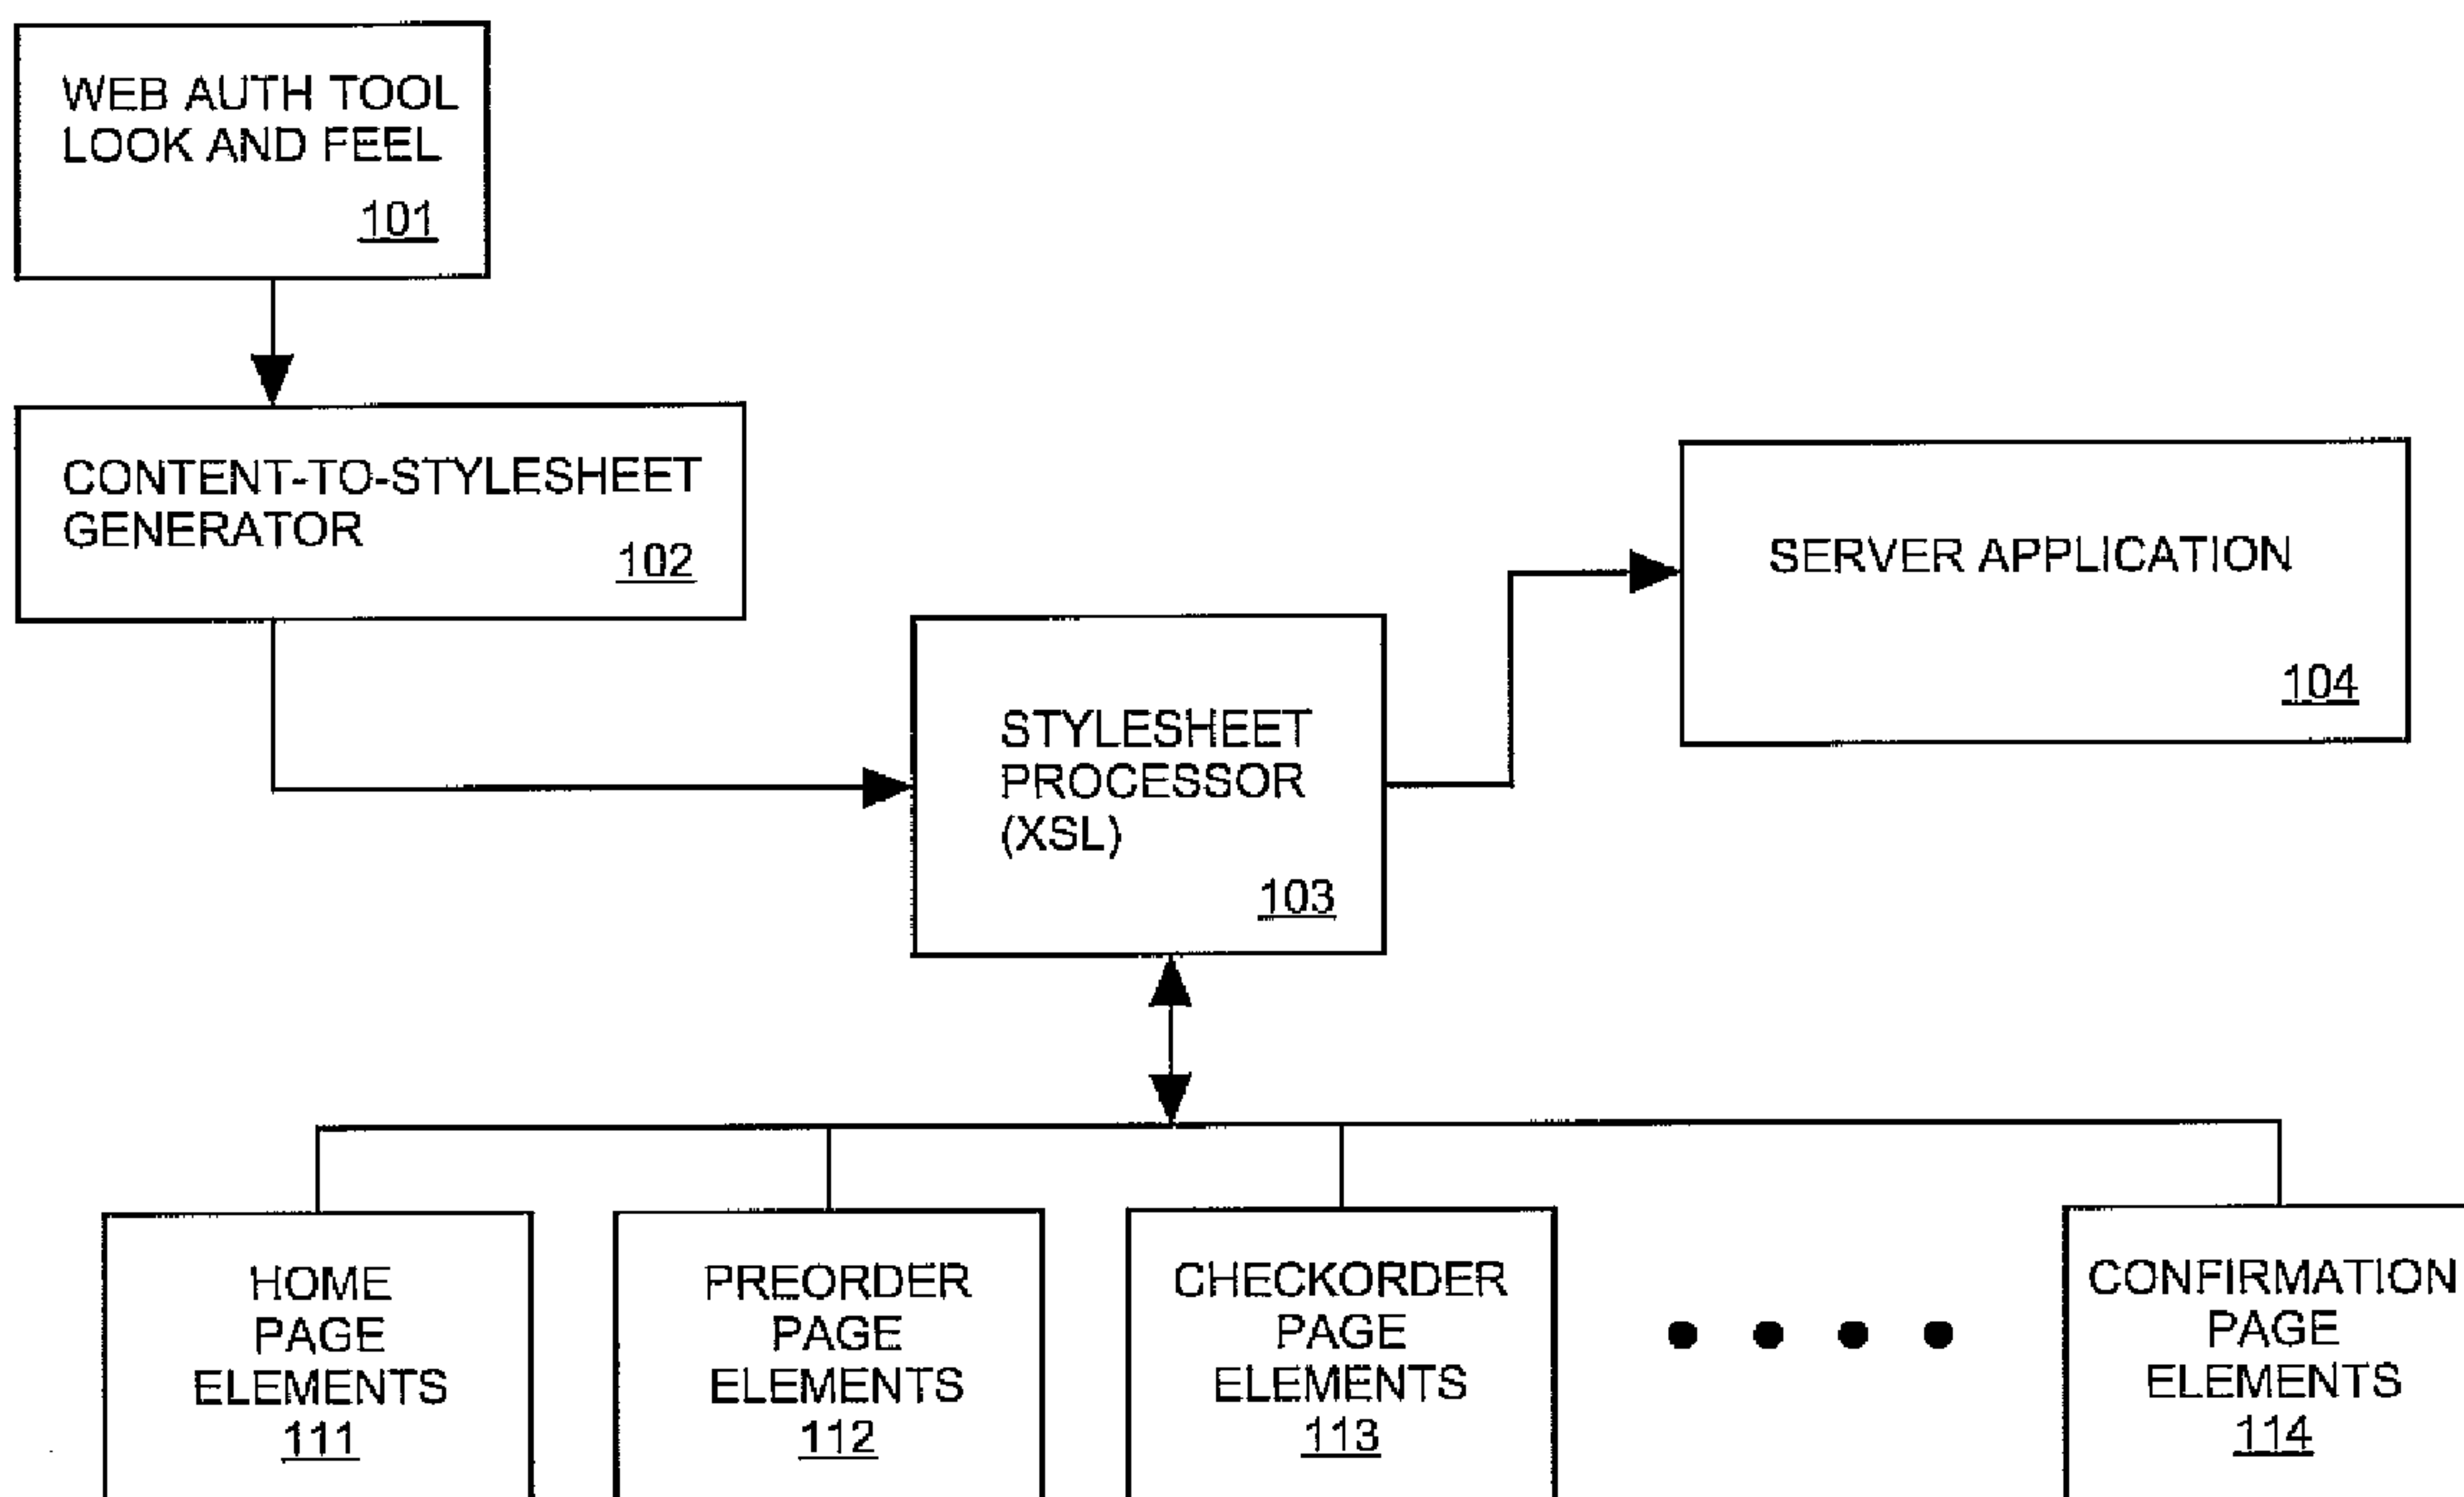 WEB AUTH TOOL
LOOK AND FEEL
101
CONTENT-TO-STYLESHEET
GENERATOR
102
SERVER APPLICATION
104
STYLESHEET
PROCESSOR
(XSL)
103
HOME
PAGE
ELEMENTS
111
PREORDER
PAGE
ELEMENTS
112
CHECKORDER
PAGE
ELEMENTS
113
CONFIRMATION
PAGE
ELEMENTS
114